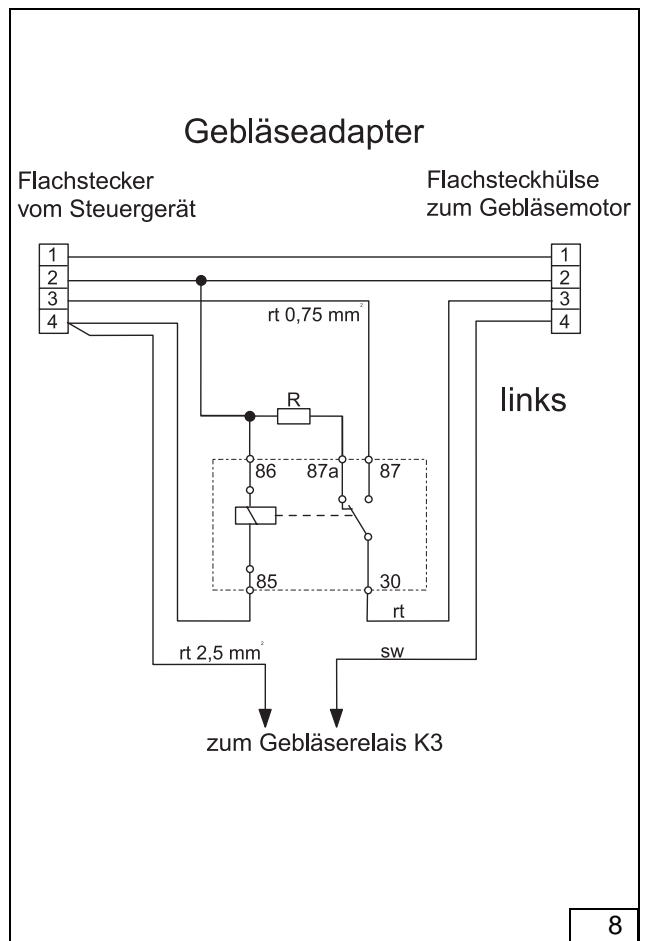 Gebläseadapter
Flachstecker
vom Steuergerät
Flachsteckhülse
zum Gebläsemotor
1
2
3
4
1
2
3
4
rt 0,75 mm²
links
R
86
87a
87
85
30
rt
rt 2,5 mm²
sw
zum Gebläserelais K3
8